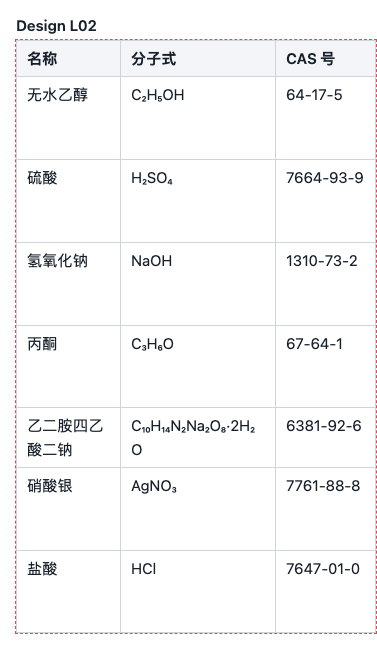 Design L02
名称 分子式 CAS 号
无水乙醇 C₂H₅OH 64-17-5
硫酸 H₂SO₄ 7664-93-9
氢氧化钠 NaOH 1310-73-2
丙酮 C₃H₆O 67-64-1
乙二胺四乙 C₁₀H₁₄N₂Na₂O₈·2H₂ 6381-92-6
酸二钠 O
硝酸银 AgNO₃ 7761-88-8
盐酸 HCl 7647-01-0